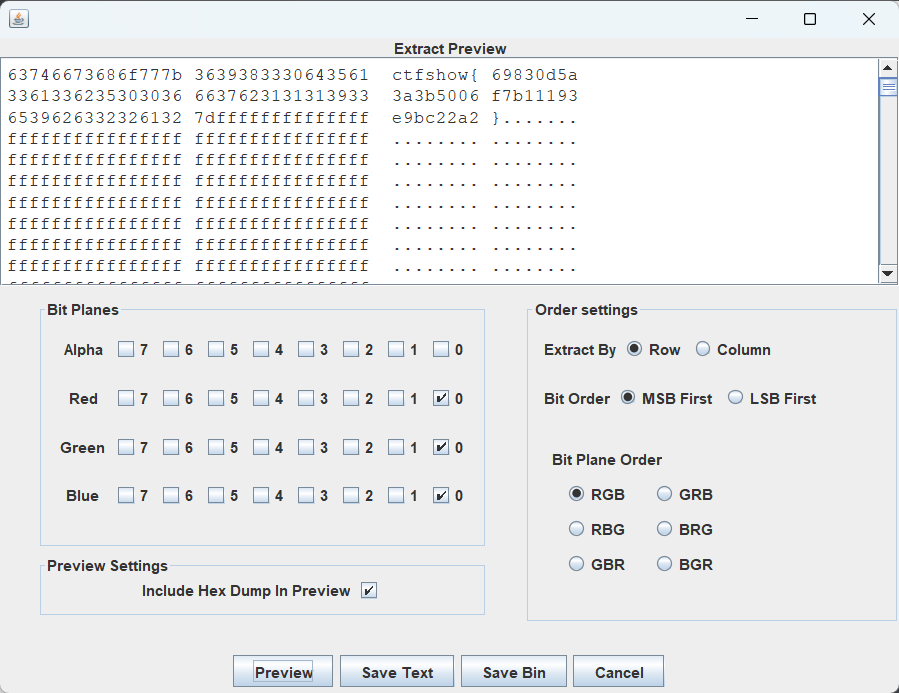 Extract Preview
63746673686f777b 3639383330643561 ctfshow{ 69830d5a
3361336235303036 6637623131313933 3a3b5006 f7b11193
6539626332326132 7dffffffffffffff e9bc22a2 }.......
ffffffffffffffff ffffffffffffffff ........ ........
ffffffffffffffff ffffffffffffffff ........ ........
ffffffffffffffff ffffffffffffffff ........ ........
ffffffffffffffff ffffffffffffffff ........ ........
ffffffffffffffff ffffffffffffffff ........ ........
ffffffffffffffff ffffffffffffffff ........ ........
ffffffffffffffff ffffffffffffffff ........ ........
Bit Planes
Alpha 7 6 5 4 3 2 1 0
Red 7 6 5 4 3 2 1 0
Green 7 6 5 4 3 2 1 0
Blue 7 6 5 4 3 2 1 0
Preview Settings
Include Hex Dump In Preview
Order settings
Extract By Row Column
Bit Order MSB First LSB First
Bit Plane Order
RGB GRB
RBG BRG
GBR BGR
Preview Save Text Save Bin Cancel